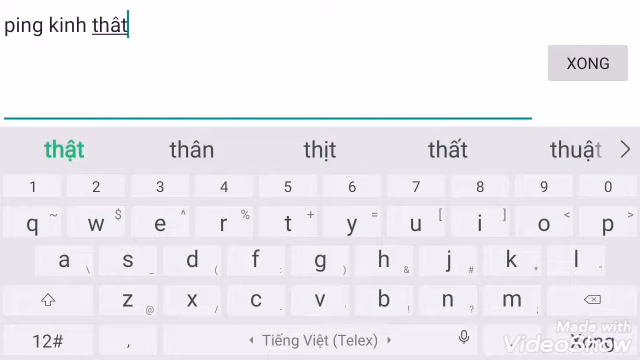 ping kinh thât
XONG
thật thân thịt thất thuật
1 2 3 4 5 6 7 8 9 0
q ~ w $ e ^ r % t + y = u [ i ] o < p >
a \ s _ d ( f : g ) h & j # k * l "
z @ x / c - v , b ! n ? m ;
12# , Tiếng Việt (Telex) . Xong
Made with
VideoShow